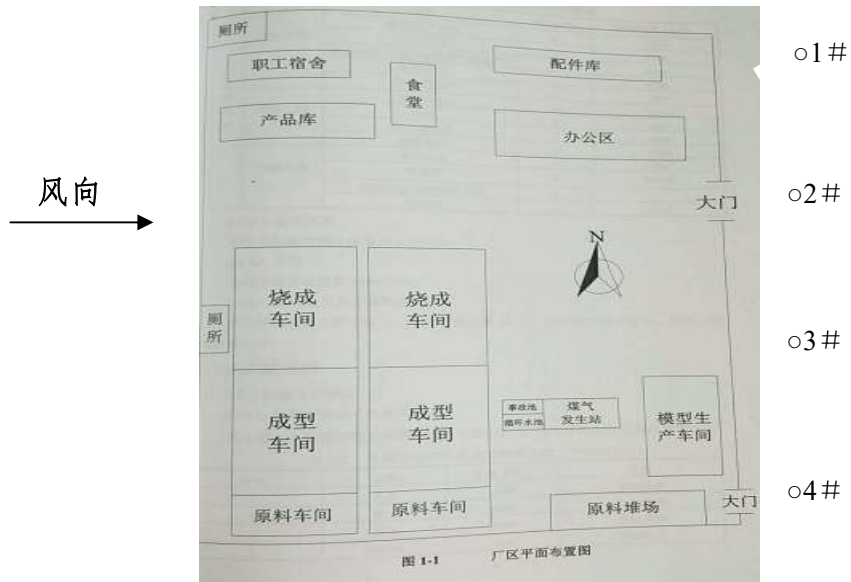 厕所
职工宿舍
食堂
配件库
○1＃
产品库
办公区
风向
大门
○2＃
N
烧成
车间
烧成
车间
厕所
○3＃
成型
车间
成型
车间
事故池
循环水池
煤气
发生站
模型生
产车间
原料车间
原料车间
原料堆场
大门
○4＃
图 1-1 厂区平面布置图